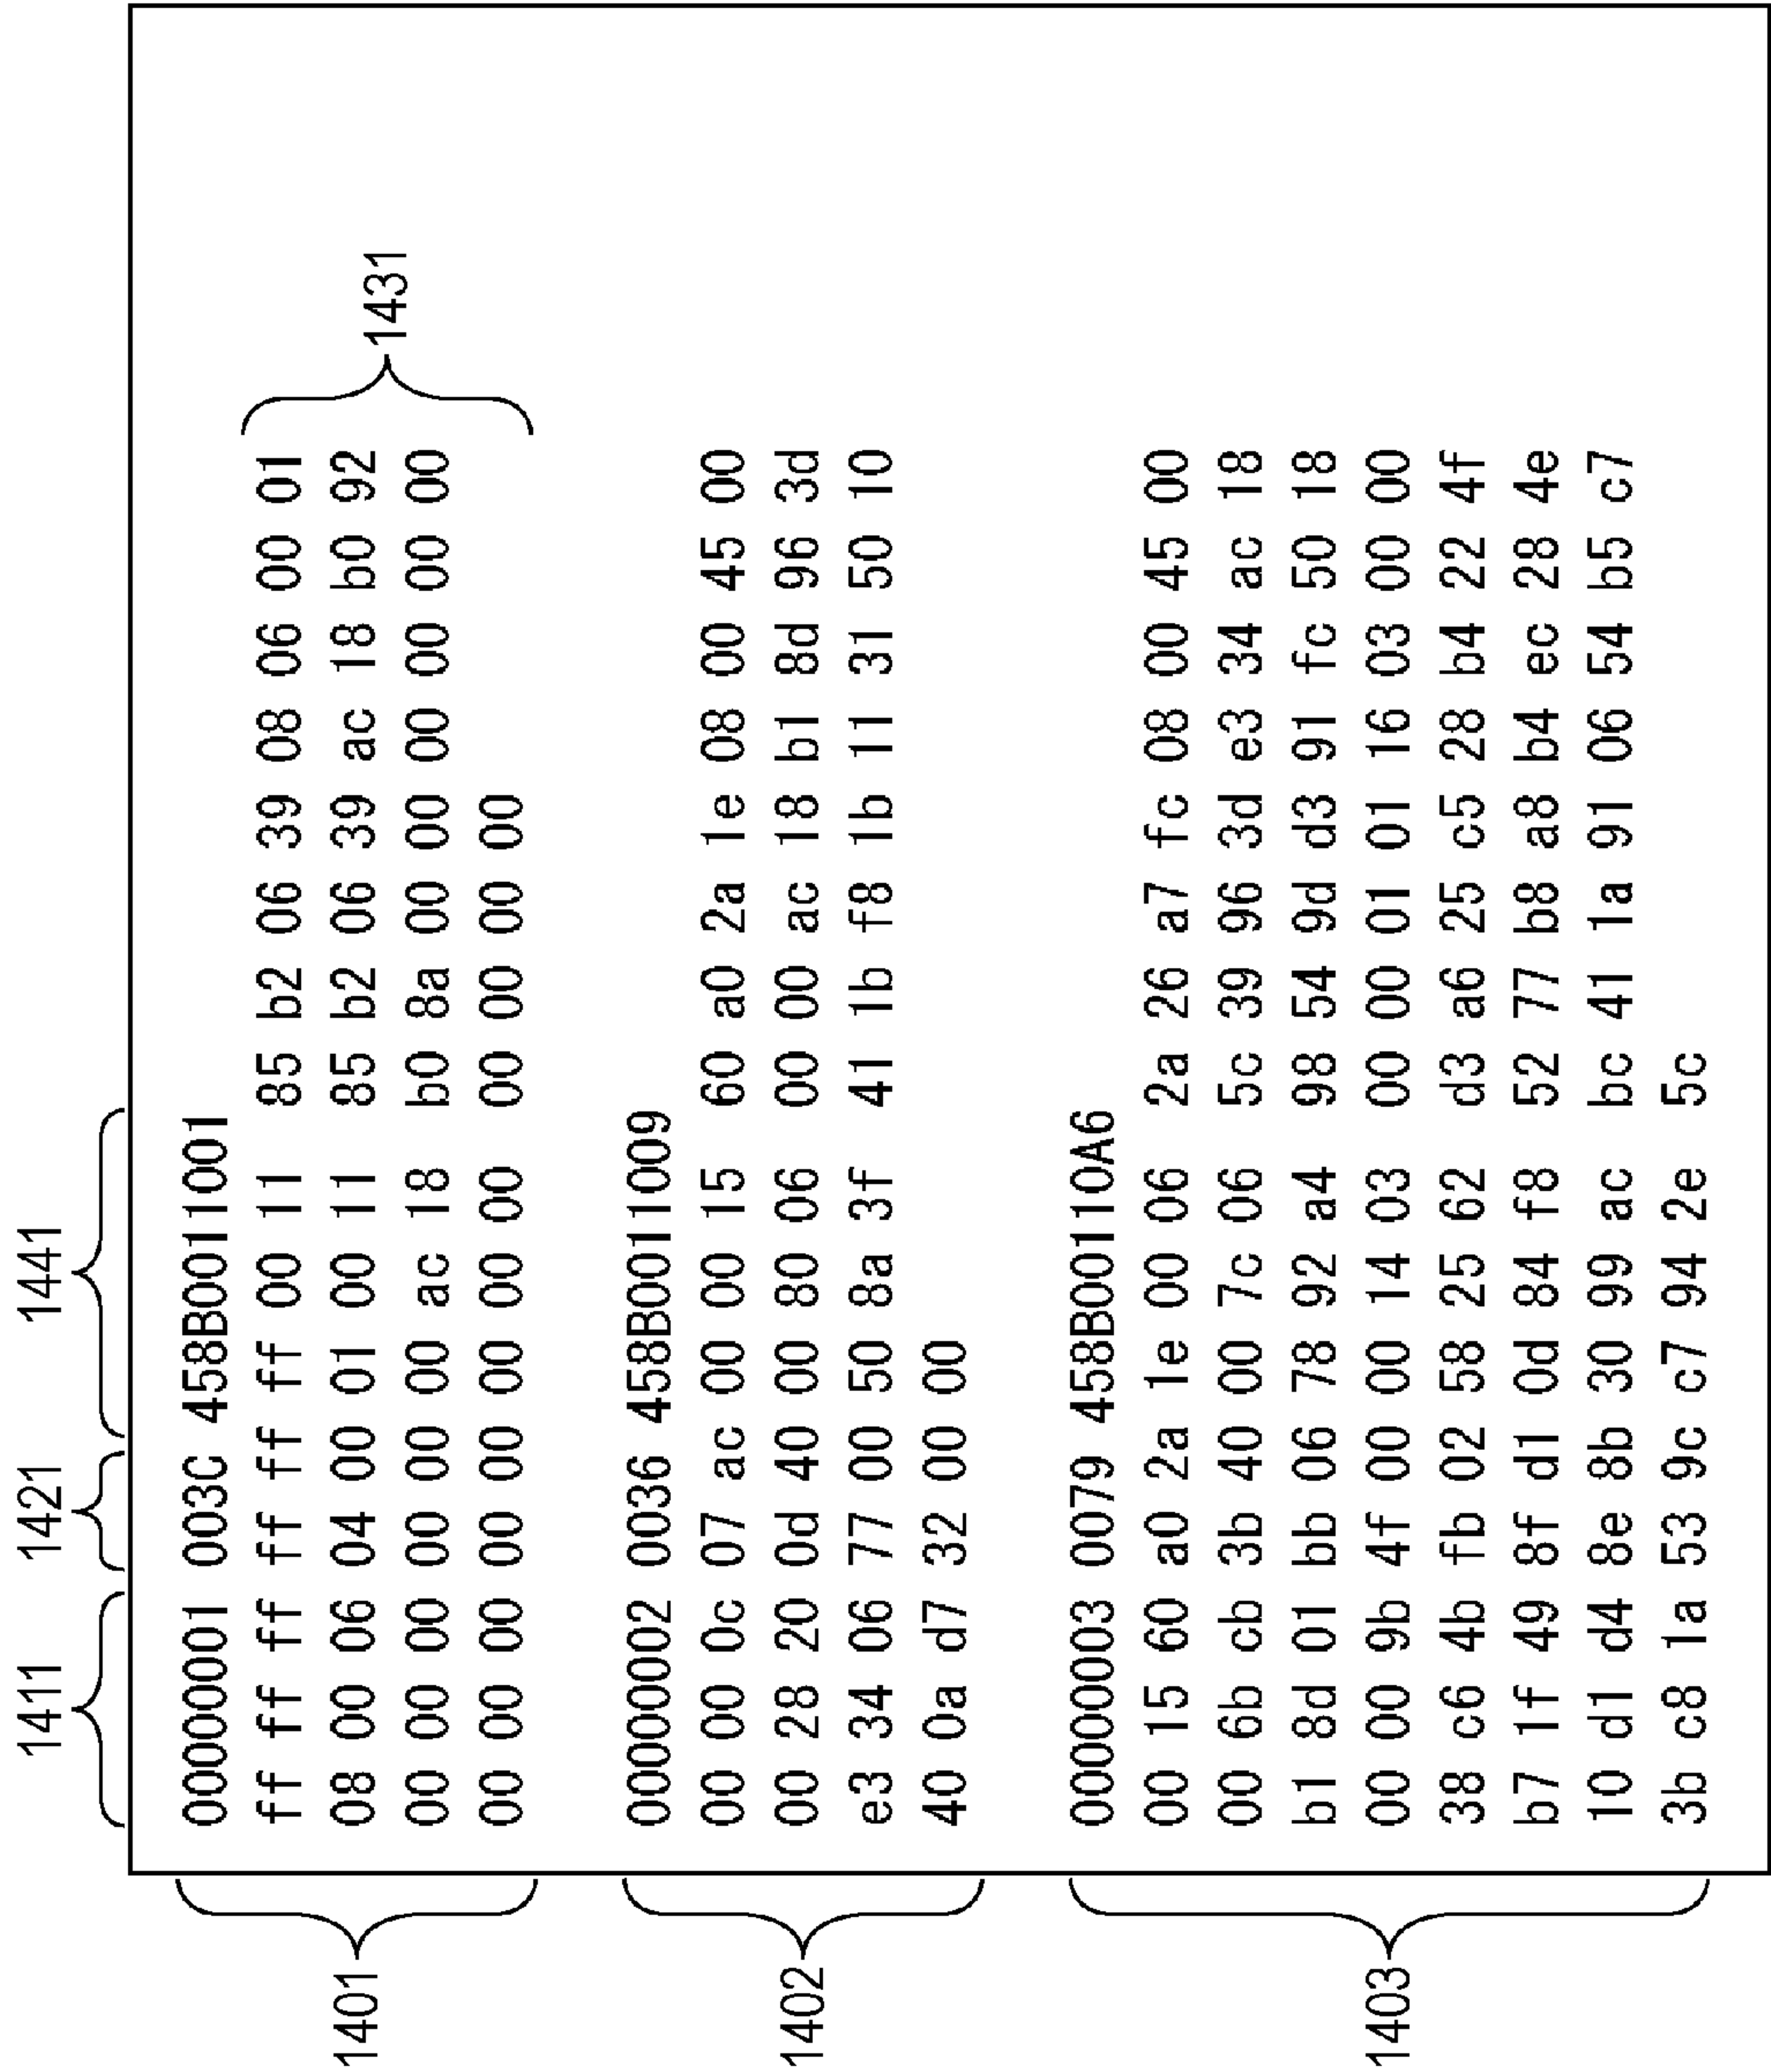 1411 1421 1441
00000001 003C 458B0011001
ff ff ff ff ff ff 00 11 85 b2 06 39 08 06 00 01
1401
08 00 06 04 00 01 00 11 85 b2 06 39 ac 18 b0 92
1431
00 00 00 00 00 00 ac 18 b0 8a 00 00 00 00 00 00
00 00 00 00 00 00 00 00 00 00 00 00
00000002 0036 458B0011009
00 00 0c 07 ac 00 00 15 60 a0 2a 1e 08 00 45 00
1402
00 28 20 0d 40 00 80 06 00 00 ac 18 b1 8d 96 3d
e3 34 06 77 00 50 8a 3f 41 1b f8 1b 11 31 50 10
40 0a d7 32 00 00
00000003 0079 458B00110A6
00 15 60 a0 2a 1e 00 06 2a 26 a7 fc 08 00 45 00
00 6b cb 3b 40 00 7c 06 5c 39 96 3d e3 34 ac 18
b1 8d 01 bb 06 78 92 a4 98 54 9d d3 91 fc 50 18
1403
00 00 9b 4f 00 00 14 03 00 00 01 01 16 03 00 00
38 c6 4b fb 02 58 25 62 d3 a6 25 c5 28 b4 22 4f
b7 1f 49 8f d1 0d 84 f8 52 77 b8 a8 b4 ec 28 4e
10 d1 d4 8e 8b 30 99 ac bc 41 1a 91 06 54 b5 c7
3b c8 1a 53 9c c7 94 2e 5c